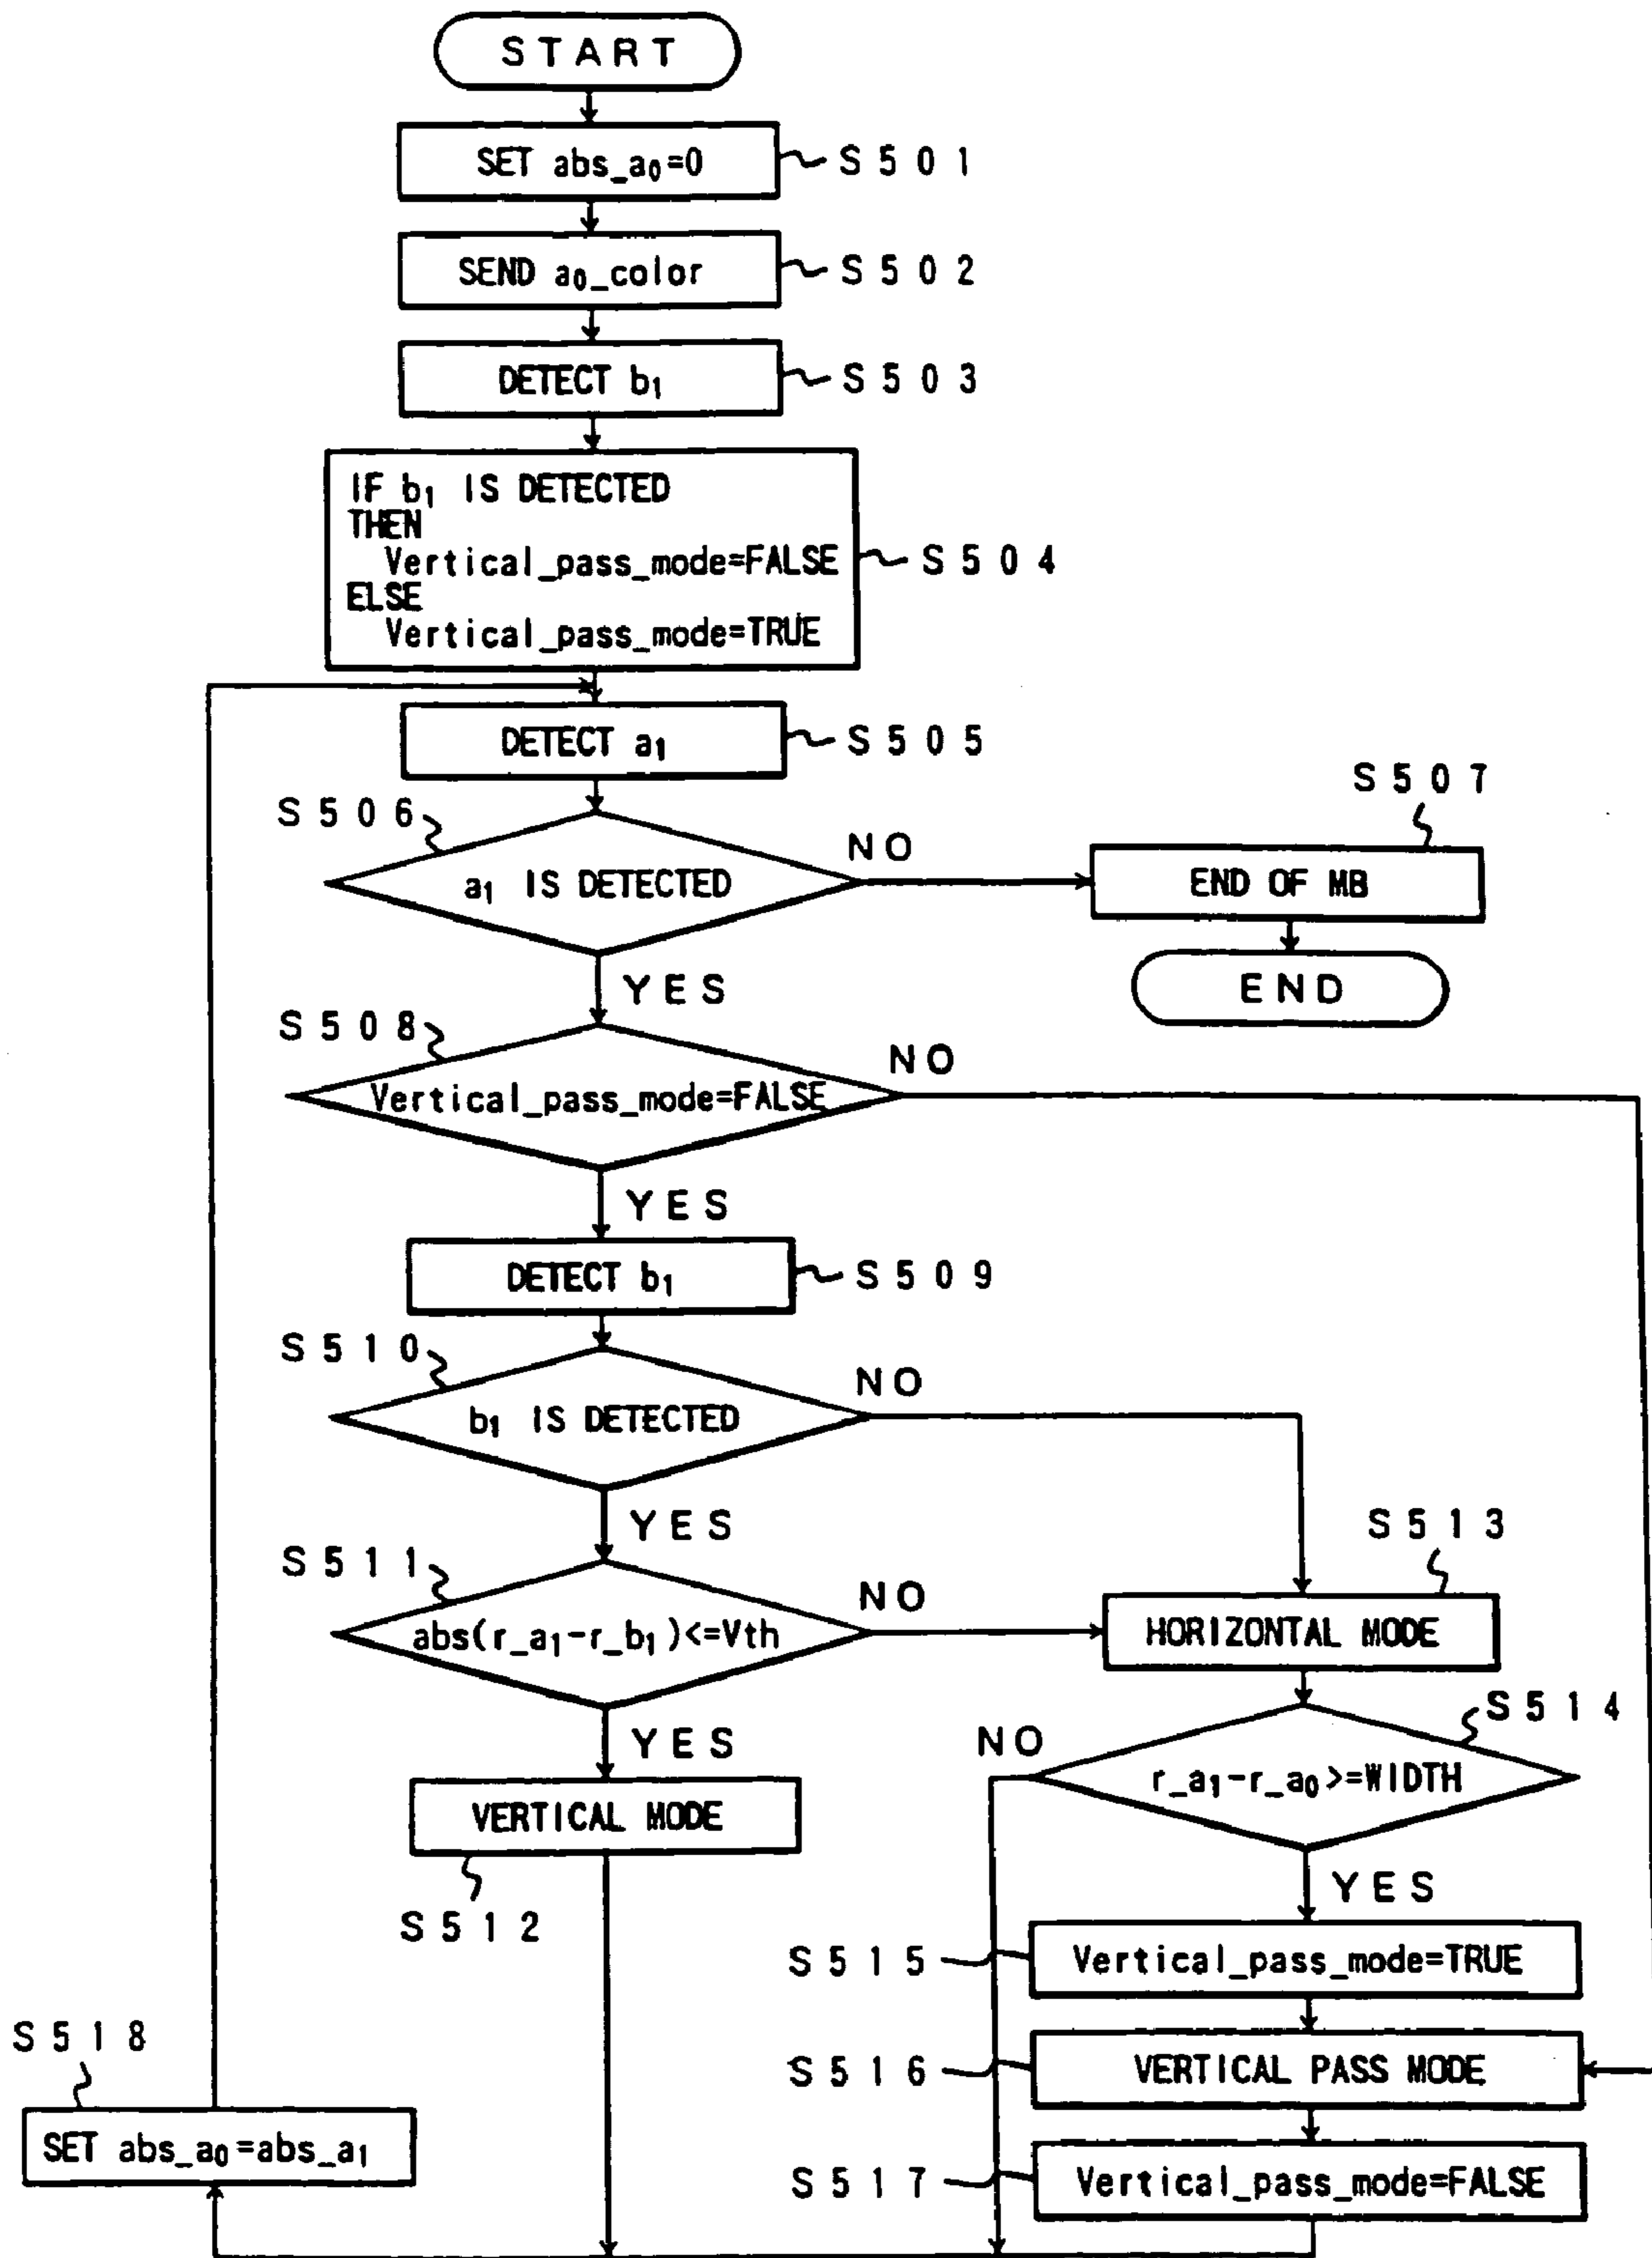 START
SET abs_a₀=0
S501
SEND a₀_color
S502
DETECT b₁
S503
IF b₁ IS DETECTED
THEN
Vertical_pass_mode=FALSE
ELSE
Vertical_pass_mode=TRUE
S504
DETECT a₁
S505
S506
a₁ IS DETECTED
NO
S507
END OF MB
END
YES
S508
Vertical_pass_mode=FALSE
NO
YES
DETECT b₁
S509
S510
b₁ IS DETECTED
NO
YES
S511
abs(r_a₁-r_b₁)<=Vth
NO
S513
HORIZONTAL MODE
YES
VERTICAL MODE
S512
S514
NO
r_a₁-r_a₀>=WIDTH
YES
S515
Vertical_pass_mode=TRUE
S516
VERTICAL PASS MODE
S517
Vertical_pass_mode=FALSE
S518
SET abs_a₀=abs_a₁